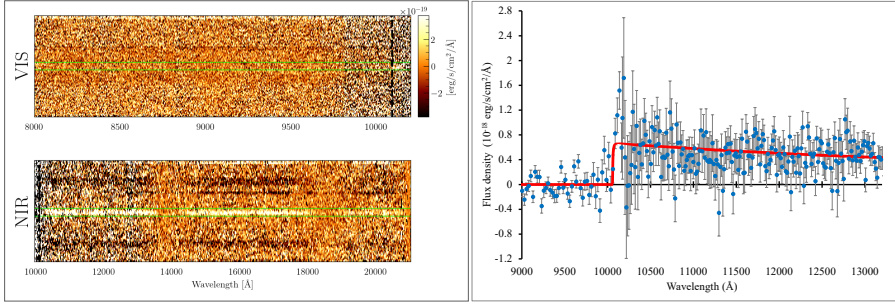 ×10⁻¹⁹
VIS
2
0
−2
[erg/s/cm²/Å]
8000 8500 9000 9500 10000
NIR
10000 12000 14000 16000 18000 20000
Wavelength [Å]
2.8
2.4
2
1.6
1.2
0.8
0.4
0
-0.4
-0.8
-1.2
Flux density (10⁻¹⁸ erg/s/cm²/Å)
9000 9500 10000 10500 11000 11500 12000 12500 13000
Wavelength (Å)